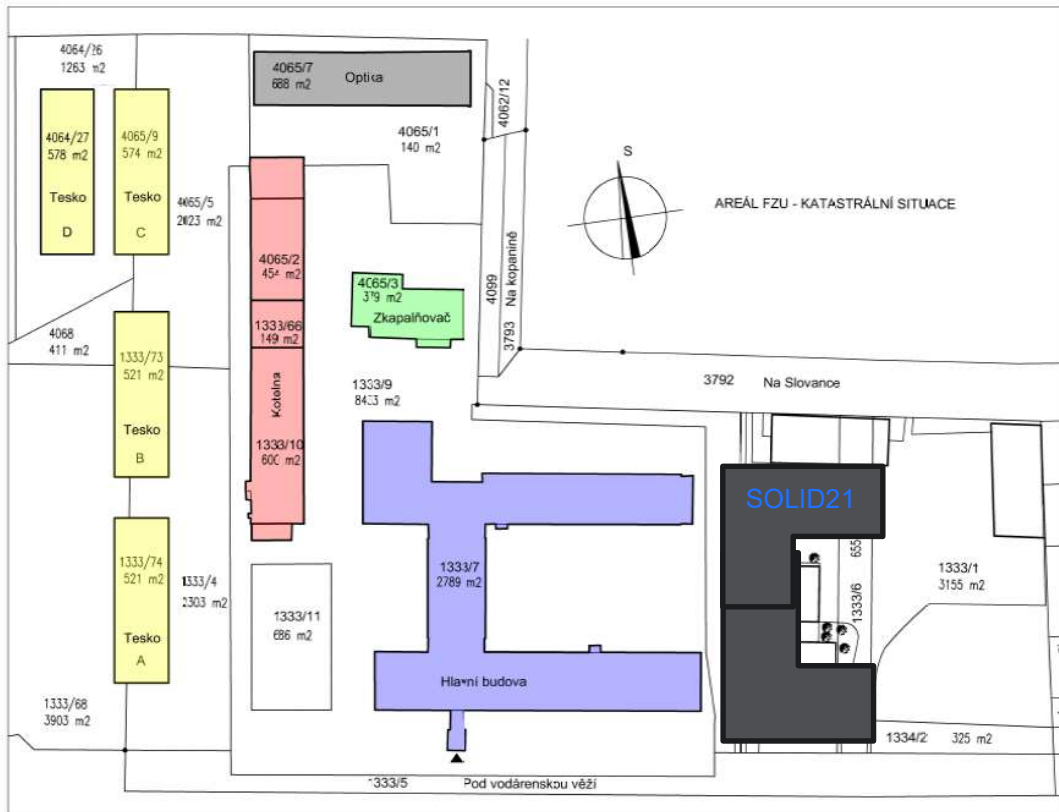 4064/26
1263 m2
4065/7
688 m2
Optika
4062/12
4064/27
578 m2
Tesko
D
4065/9
574 m2
Tesko
C
4065/1
140 m2
S
AREÁL FZU - KATASTRÁLNÍ SITUACE
4065/5
2023 m2
4065/2
454 m2
4065/3
379 m2
Zkapalňovač
4099
Na kopanině
3793
4068
411 m2
1333/66
149 m2
1333/73
521 m2
Tesko
B
1333/9
8433 m2
3792
Na Slovance
Kotelna
1333/10
600 m2
SOLID21
655
1333/6
1333/74
521 m2
Tesko
A
1333/4
2303 m2
1333/7
2789 m2
1333/1
3155 m2
1333/11
686 m2
Hlavní budova
1333/68
3903 m2
1334/2
325 m2
1333/5
Pod vodárenskou věží